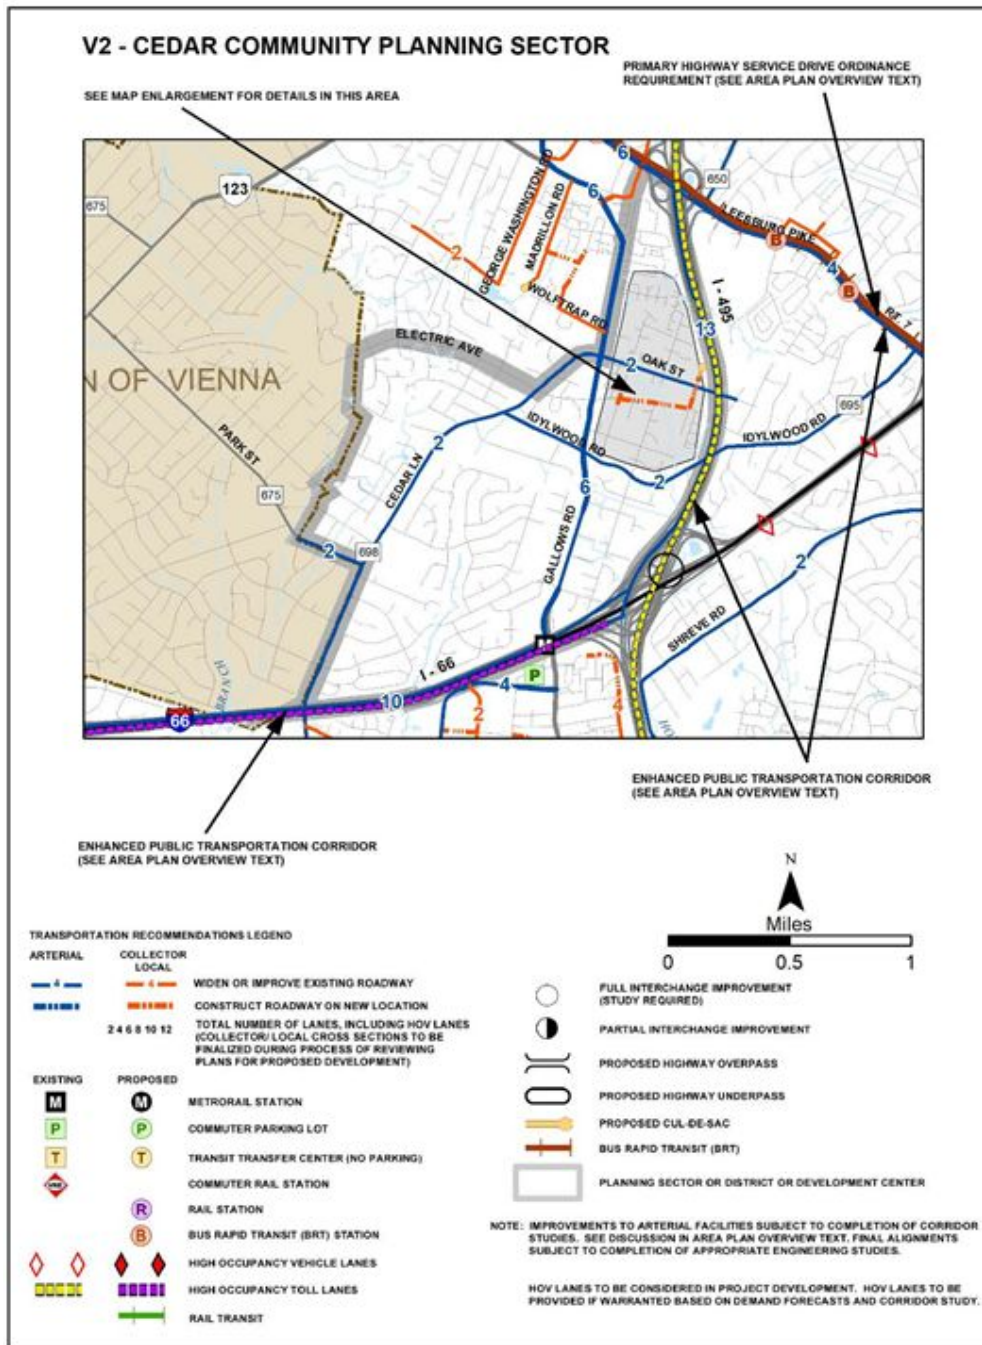 V2 - CEDAR COMMUNITY PLANNING SECTOR
PRIMARY HIGHWAY SERVICE DRIVE ORDINANCE
REQUIREMENT (SEE AREA PLAN OVERVIEW TEXT)
SEE MAP ENLARGEMENT FOR DETAILS IN THIS AREA
123
675
6
6
650
GEORGE WASHINGTON RD
MADRILLON RD
LEESBURG PIKE
B
4
B
RT. 7
2
WOLFTRAP RD
I - 495
13
ELECTRIC AVE
2
OAK ST
N OF VIENNA
PARK ST
675
CEDAR LN
2
IDYLWOOD RD
2
IDYLWOOD RD
695
6
GALLOWS RD
2
698
2
SHREVE RD
M
P
I - 66
10
4
2
4
66
BRANCH
ENHANCED PUBLIC TRANSPORTATION CORRIDOR
(SEE AREA PLAN OVERVIEW TEXT)
ENHANCED PUBLIC TRANSPORTATION CORRIDOR
(SEE AREA PLAN OVERVIEW TEXT)
N
Miles
0 0.5 1
TRANSPORTATION RECOMMENDATIONS LEGEND
ARTERIAL COLLECTOR
LOCAL
4 4 WIDEN OR IMPROVE EXISTING ROADWAY
CONSTRUCT ROADWAY ON NEW LOCATION
2 4 6 8 10 12 TOTAL NUMBER OF LANES, INCLUDING HOV LANES
(COLLECTOR/ LOCAL CROSS SECTIONS TO BE
FINALIZED DURING PROCESS OF REVIEWING
PLANS FOR PROPOSED DEVELOPMENT)
EXISTING PROPOSED
M M METRORAIL STATION
P P COMMUTER PARKING LOT
T T TRANSIT TRANSFER CENTER (NO PARKING)
VRE COMMUTER RAIL STATION
R RAIL STATION
B BUS RAPID TRANSIT (BRT) STATION
HIGH OCCUPANCY VEHICLE LANES
HIGH OCCUPANCY TOLL LANES
RAIL TRANSIT
FULL INTERCHANGE IMPROVEMENT
(STUDY REQUIRED)
PARTIAL INTERCHANGE IMPROVEMENT
PROPOSED HIGHWAY OVERPASS
PROPOSED HIGHWAY UNDERPASS
PROPOSED CUL-DE-SAC
BUS RAPID TRANSIT (BRT)
PLANNING SECTOR OR DISTRICT OR DEVELOPMENT CENTER
NOTE: IMPROVEMENTS TO ARTERIAL FACILITIES SUBJECT TO COMPLETION OF CORRIDOR
STUDIES. SEE DISCUSSION IN AREA PLAN OVERVIEW TEXT. FINAL ALIGNMENTS
SUBJECT TO COMPLETION OF APPROPRIATE ENGINEERING STUDIES.
HOV LANES TO BE CONSIDERED IN PROJECT DEVELOPMENT. HOV LANES TO BE
PROVIDED IF WARRANTED BASED ON DEMAND FORECASTS AND CORRIDOR STUDY.